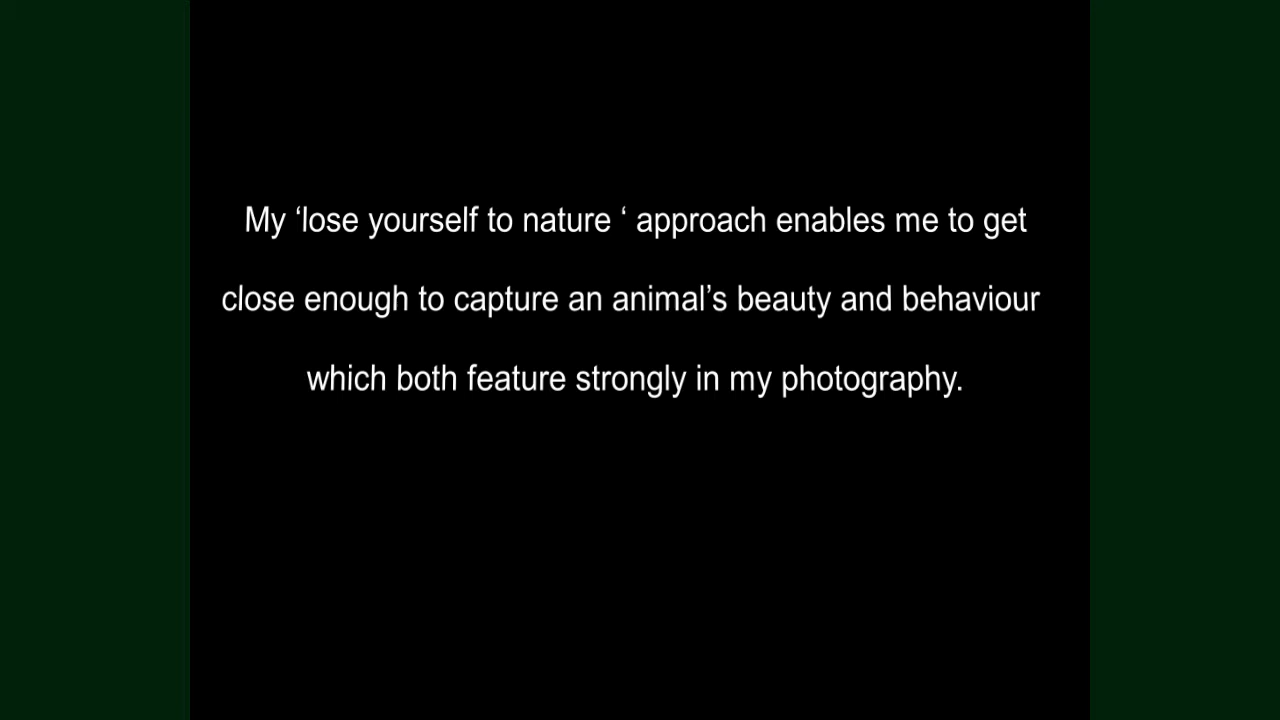 My ‘lose yourself to nature ‘ approach enables me to get
close enough to capture an animal’s beauty and behaviour
which both feature strongly in my photography.